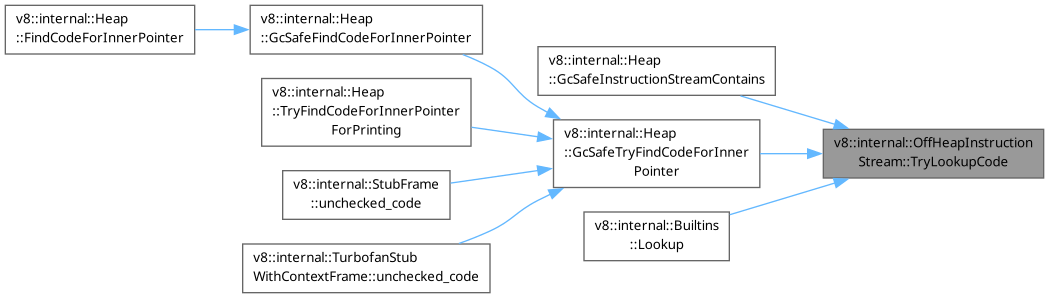 v8::internal::Heap
::FindCodeForInnerPointer
v8::internal::Heap
::GcSafeFindCodeForInnerPointer
v8::internal::Heap
::TryFindCodeForInnerPointer
ForPrinting
v8::internal::StubFrame
::unchecked_code
v8::internal::TurbofanStub
WithContextFrame::unchecked_code
v8::internal::Heap
::GcSafeInstructionStreamContains
v8::internal::Heap
::GcSafeTryFindCodeForInner
Pointer
v8::internal::Builtins
::Lookup
v8::internal::OffHeapInstruction
Stream::TryLookupCode